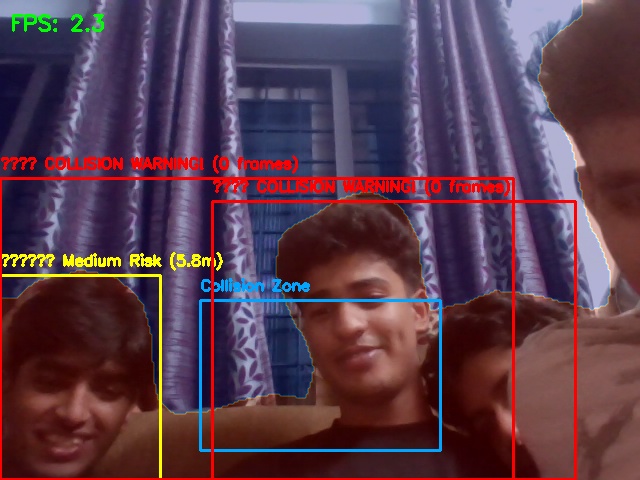 FPS: 2.3
???? COLLISION WARNING! (0 frames)
???? COLLISION WARNING! (0 frames)
?????? Medium Risk (5.8m)
Collision Zone